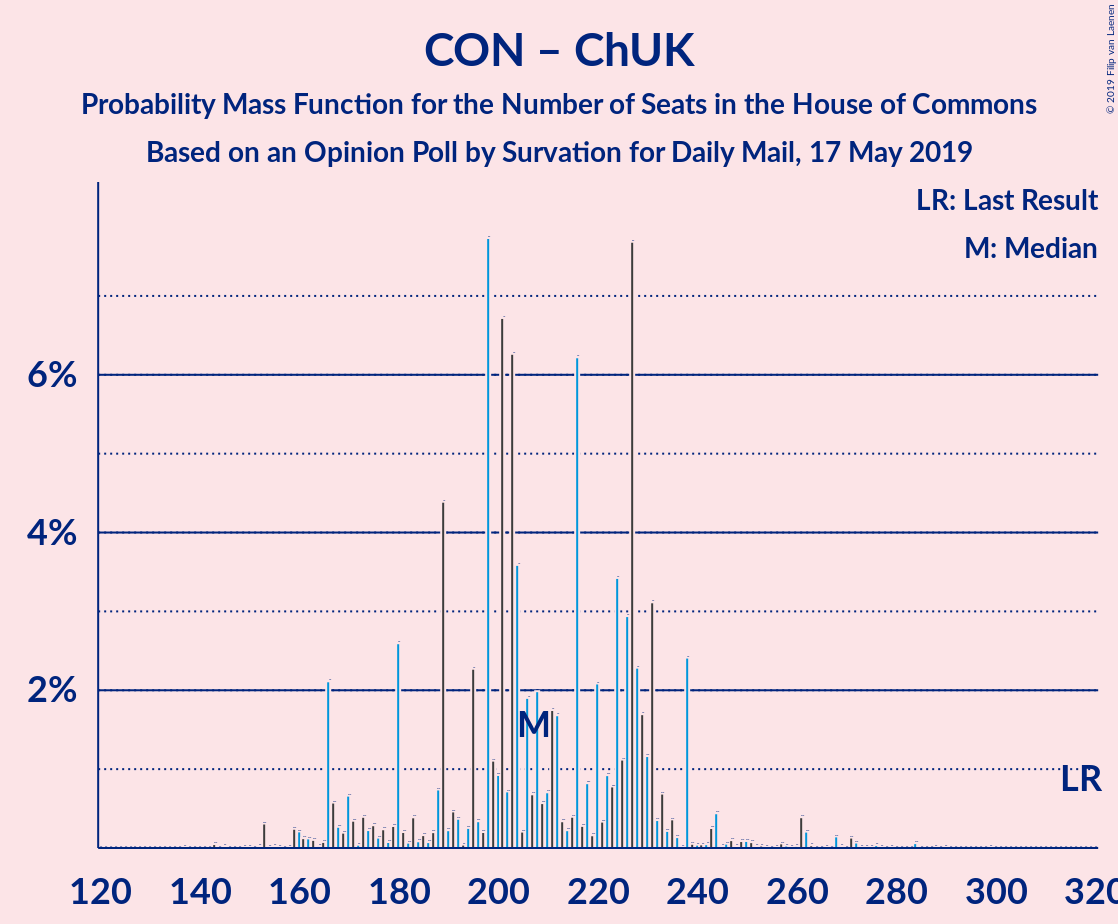 CON – ChUK
Probability Mass Function for the Number of Seats in the House of Commons
Based on an Opinion Poll by Survation for Daily Mail, 17 May 2019
© 2019 Filip van Laenen
LR: Last Result
M: Median
6%
4%
2%
M
LR
120 140 160 180 200 220 240 260 280 300 320